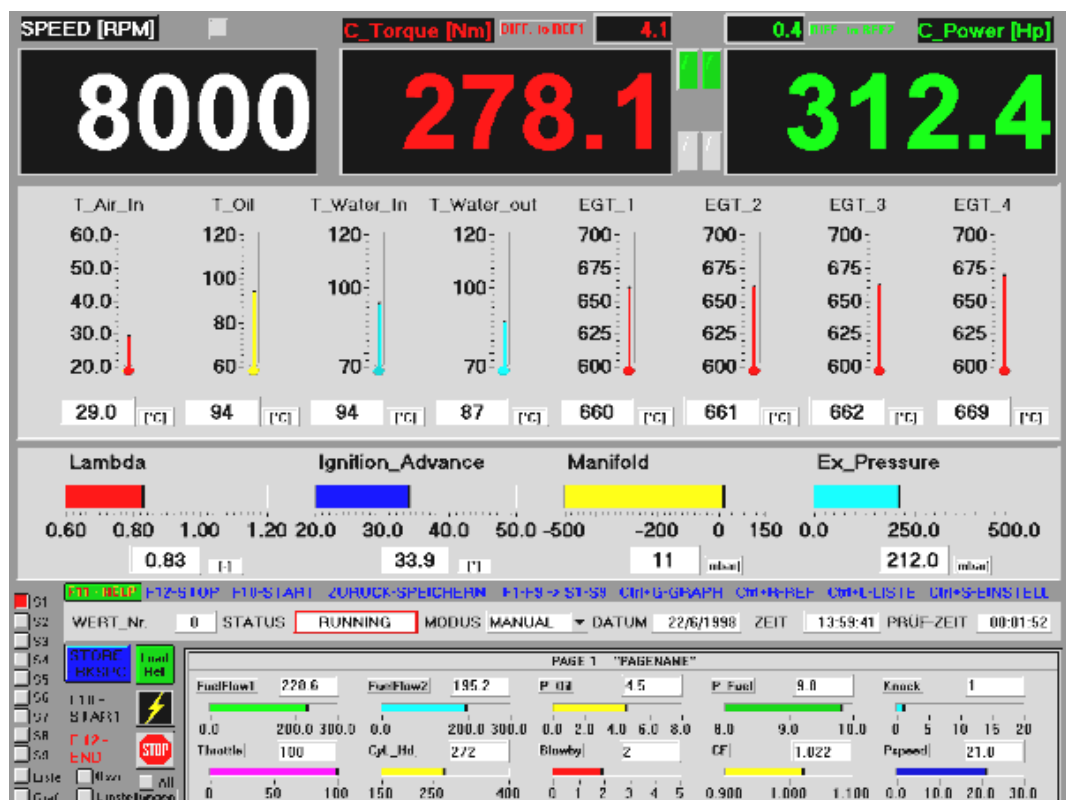 SPEED [RPM] C_Torque [Nm] DIFF. to REF1 4.1 0.4 C_Power [Hp]
8000 278.1 312.4
T_Air_In T_Oil T_Water_In T_Water_out EGT_1 EGT_2 EGT_3 EGT_4
60.0 120 120 120 700 700 700 700
50.0 100 675 675 675 675
40.0 100 100 650 650 650 650
30.0 80 625 625 625 625
20.0 60 70 70 600 600 600 600
29.0 [°C] 94 [°C] 94 [°C] 87 [°C] 660 [°C] 661 [°C] 662 [°C] 669 [°C]
Lambda Ignition_Advance Manifold Ex_Pressure
0.60 0.80 1.00 1.20 20.0 30.0 40.0 50.0 -500 -200 0 150 0.0 250.0 500.0
0.83 [-] 33.9 [°] 11 mbar] 212.0 mbar]
F11 - HELP F12-STOP F10-START ZURUCK-SPEICHERN F1-F9 -> S1-S9 Ctrl+G-GRAPH Ctrl+R-REF Ctrl+L-LISTE Ctrl+S-EINSTELL
S1
S2 WERT_Nr. 0 STATUS RUNNING MODUS MANUAL DATUM 22/6/1998 ZEIT 13:59:41 PRÜF-ZEIT 00:01:52
S3
S4 STORE Load PAGE 1 "PAGENAME"
S5 BKSPC
S6 F10- FuelFlow1 220.6 FuelFlow2 195.2 P_Oil 4.5 P_Fuel 9.0 Knock 1
S7 START
0.0 200.0 300.0 0.0 200.0 300.0 0.0 2.0 4.0 6.0 8.0 8.0 9.0 10.0 0 5 10 15 20
S8 F12-
S9 END STOP Throttle 100 272 Blowby 2 CF 1.022 Pspeed 21.0
Liste All
0 50 100 150 250 400 0 1 2 3 4 5 0.900 1.000 1.100 0.0 10.0 20.0 30.0
Graf Einstellungen